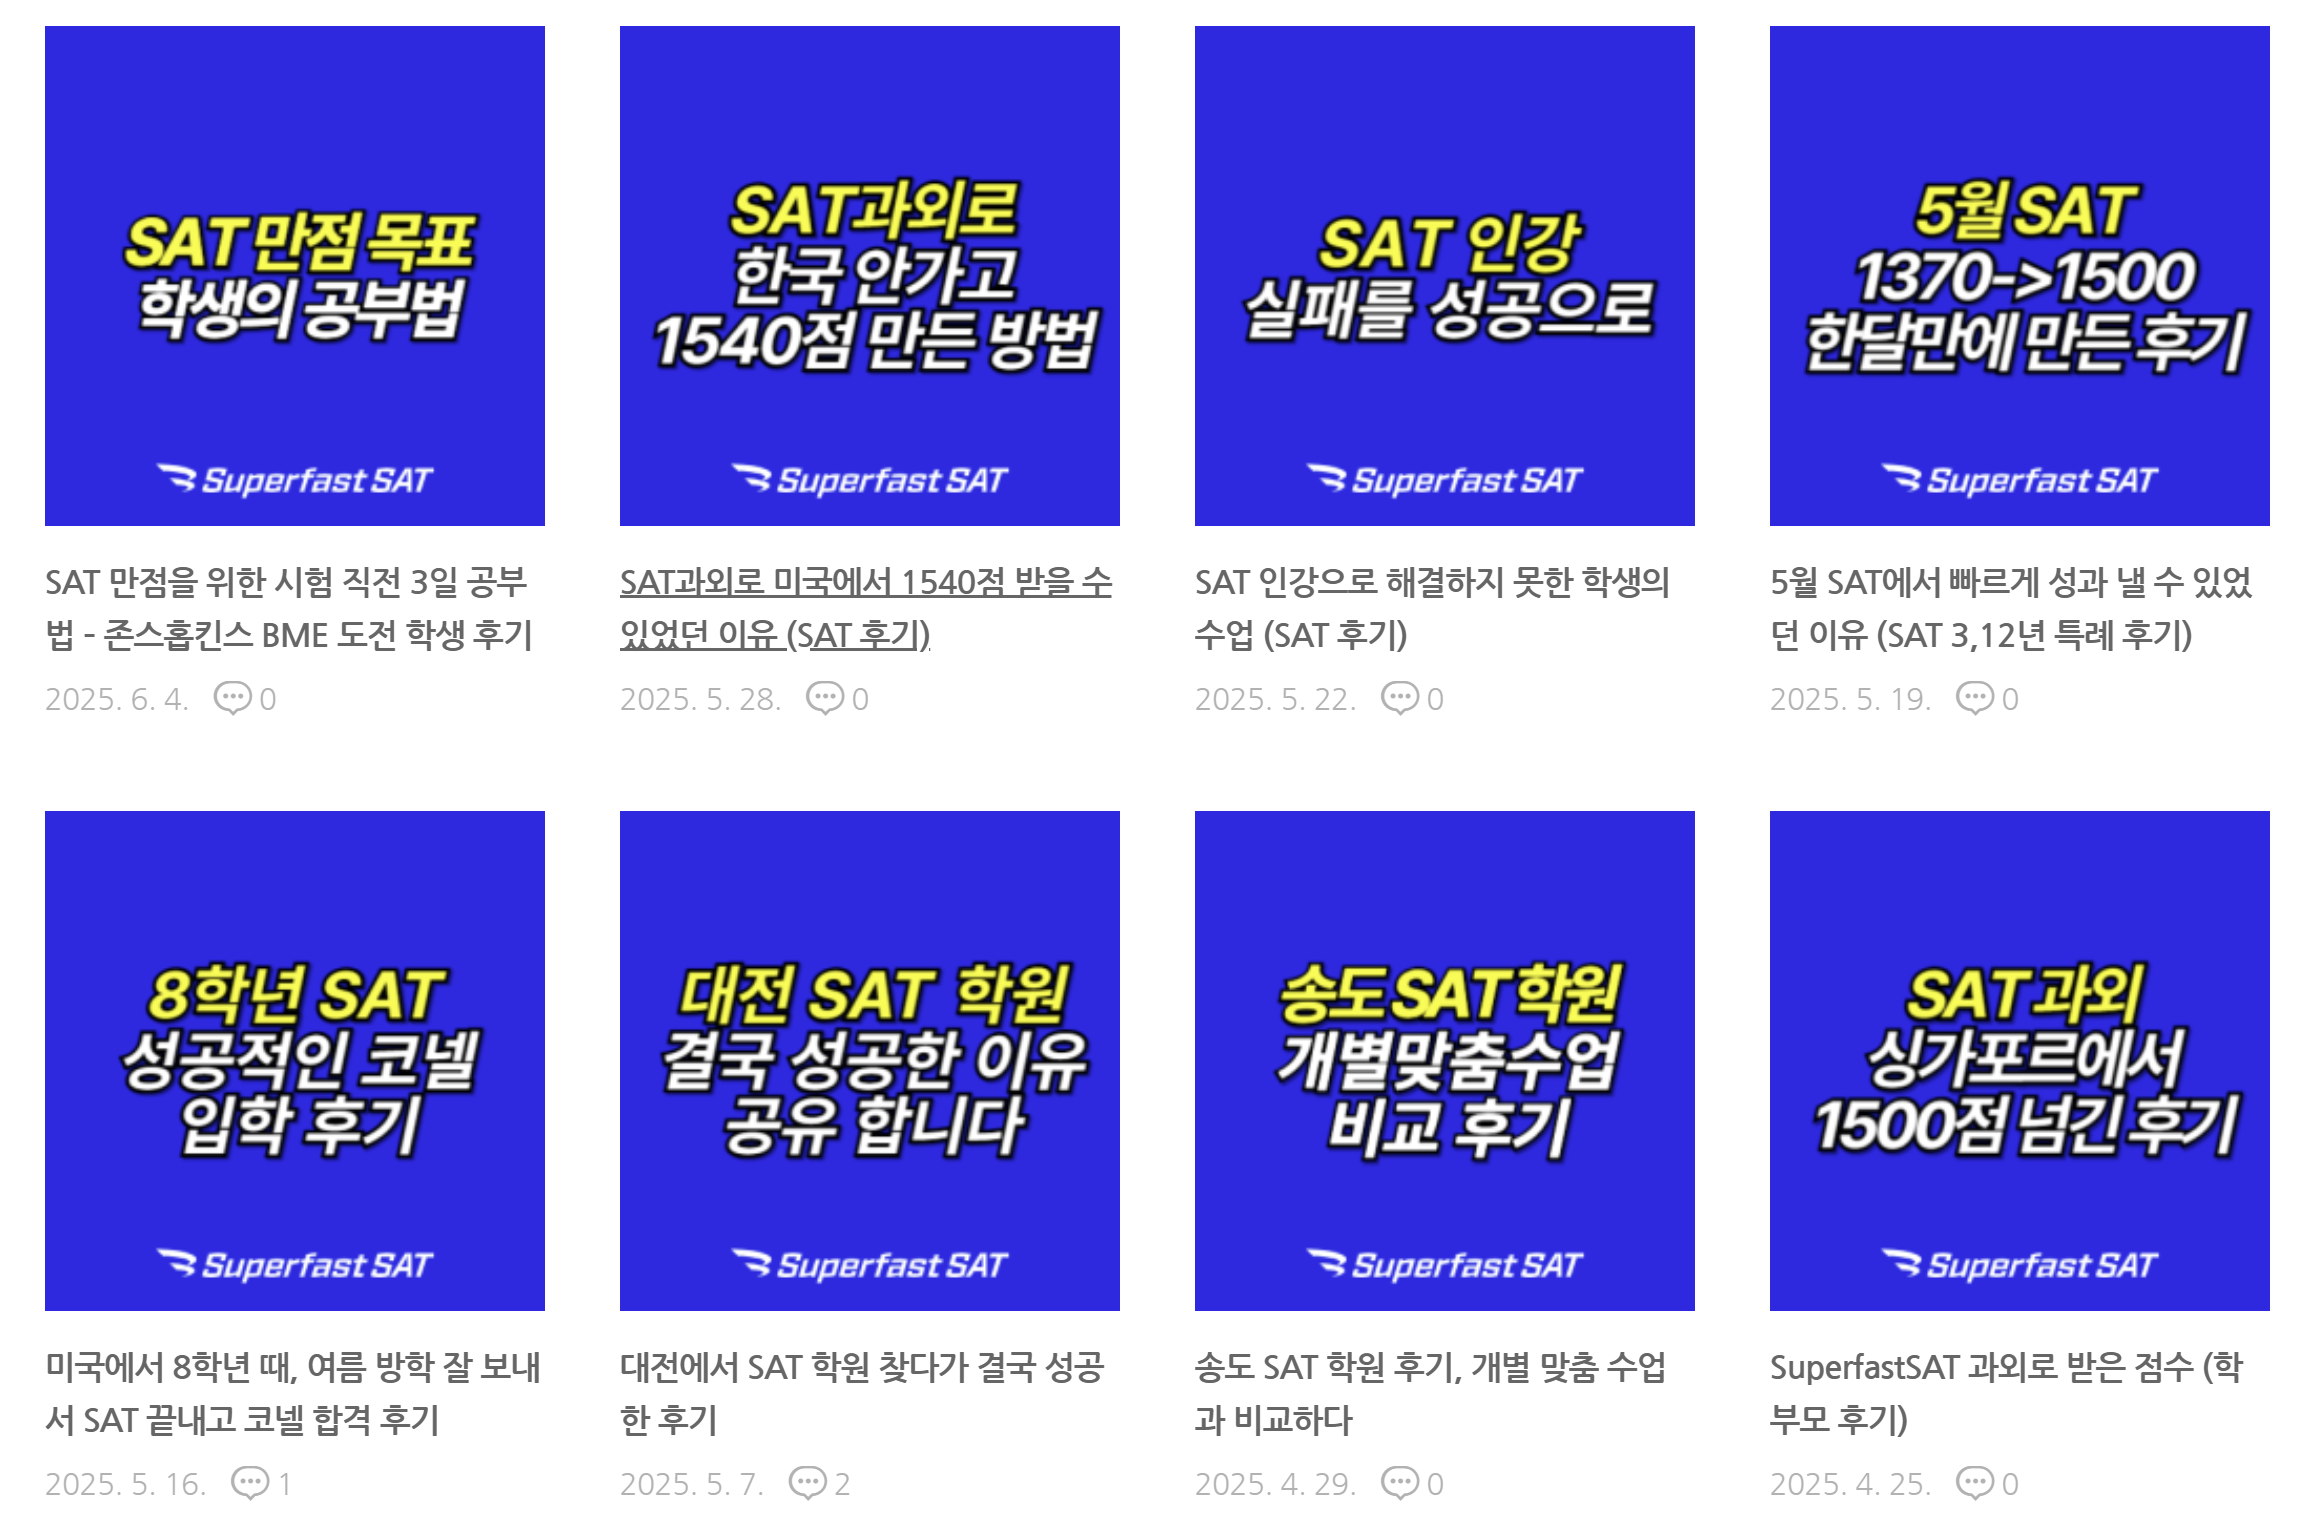 SAT 만점 목표
학생의 공부법
Superfast SAT
SAT 만점을 위한 시험 직전 3일 공부
법 - 존스홉킨스 BME 도전 학생 후기
2025. 6. 4. 0
SAT과외로
한국 안가고
1540점 만든 방법
Superfast SAT
SAT과외로 미국에서 1540점 받을 수
있었던 이유 (SAT 후기)
2025. 5. 28. 0
SAT 인강
실패를 성공으로
Superfast SAT
SAT 인강으로 해결하지 못한 학생의
수업 (SAT 후기)
2025. 5. 22. 0
5월 SAT
1370->1500
한달만에 만든 후기
Superfast SAT
5월 SAT에서 빠르게 성과 낼 수 있었
던 이유 (SAT 3,12년 특례 후기)
2025. 5. 19. 0
8학년 SAT
성공적인 코넬
입학 후기
Superfast SAT
미국에서 8학년 때, 여름 방학 잘 보내
서 SAT 끝내고 코넬 합격 후기
2025. 5. 16. 1
대전 SAT 학원
결국 성공한 이유
공유 합니다
Superfast SAT
대전에서 SAT 학원 찾다가 결국 성공
한 후기
2025. 5. 7. 2
송도 SAT 학원
개별맞춤수업
비교 후기
Superfast SAT
송도 SAT 학원 후기, 개별 맞춤 수업
과 비교하다
2025. 4. 29. 0
SAT 과외
싱가포르에서
1500점 넘긴 후기
Superfast SAT
SuperfastSAT 과외로 받은 점수 (학
부모 후기)
2025. 4. 25. 0